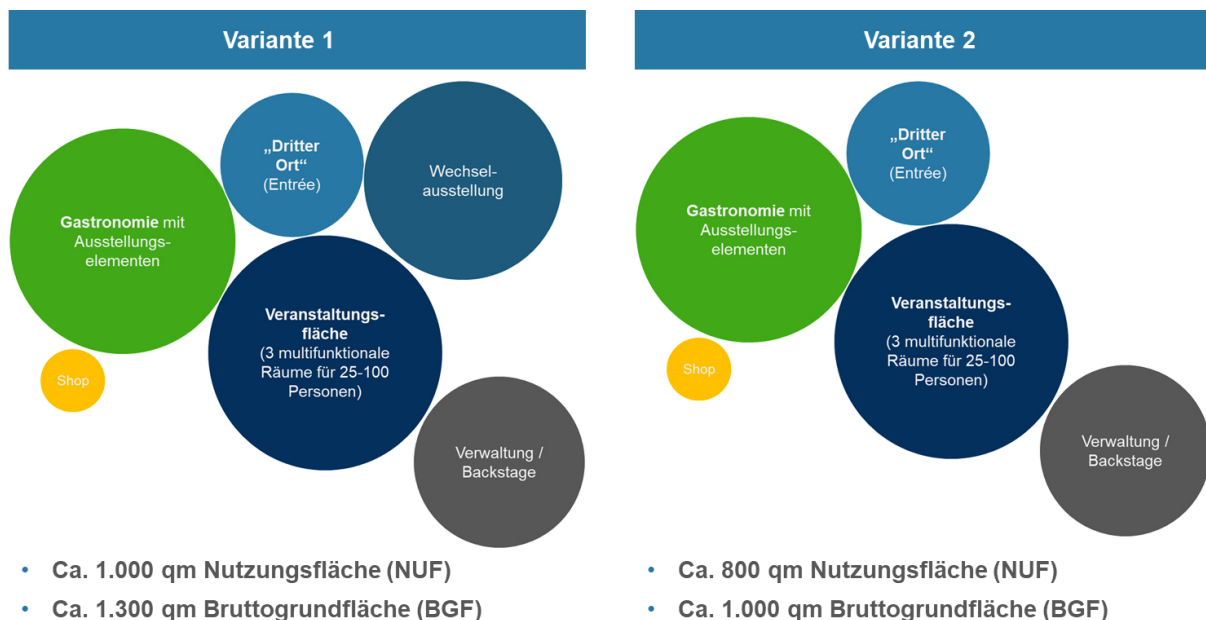 Variante 1
„Dritter
Ort“
(Entrée)
Wechsel-
ausstellung
Gastronomie mit
Ausstellungs-
elementen
Veranstaltungs-
fläche
(3 multifunktionale
Räume für 25-100
Personen)
Shop
Verwaltung /
Backstage
• Ca. 1.000 qm Nutzungsfläche (NUF)
• Ca. 1.300 qm Bruttogrundfläche (BGF)
Variante 2
„Dritter
Ort“
(Entrée)
Gastronomie mit
Ausstellungs-
elementen
Veranstaltungs-
fläche
(3 multifunktionale
Räume für 25-100
Personen)
Shop
Verwaltung /
Backstage
• Ca. 800 qm Nutzungsfläche (NUF)
• Ca. 1.000 qm Bruttogrundfläche (BGF)